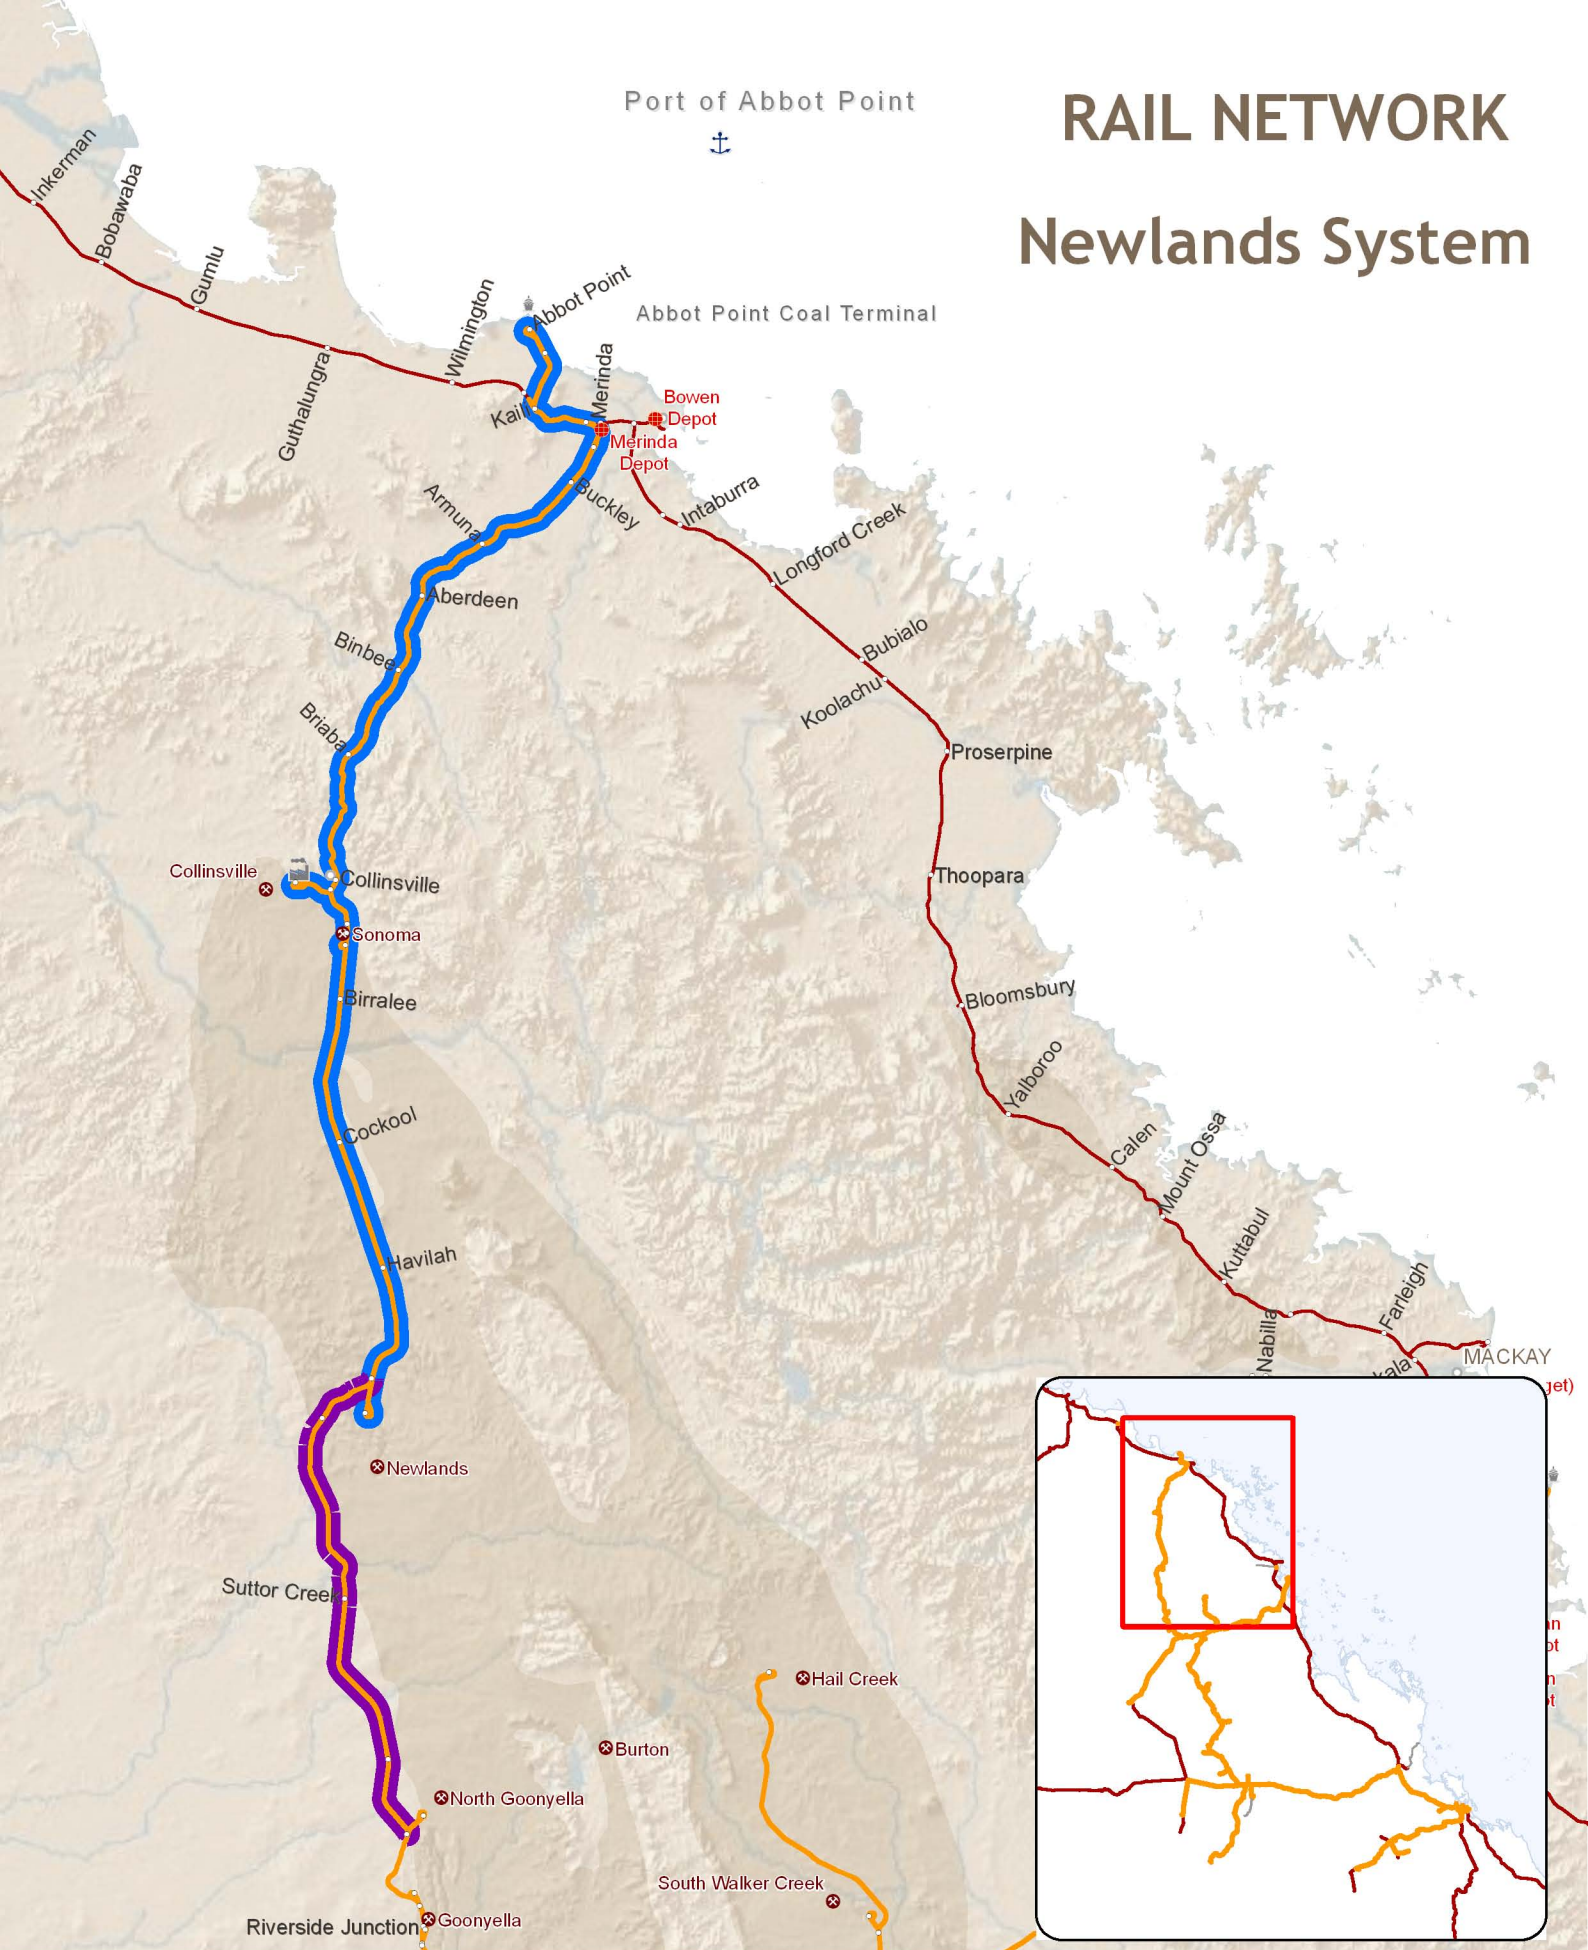 Port of Abbot Point
RAIL NETWORK
Newlands System
Inkerman
Bobawaba
Gumlu
Guthalungra
Wilmington
Abbot Point
Abbot Point Coal Terminal
Kaili
Merinda
Bowen
Depot
Merinda
Depot
Buckley
Intaburra
Armuna
Longford Creek
Aberdeen
Binbee
Bubialo
Koolachu
Briaba
Proserpine
Collinsville
Collinsville
Thoopara
Sonoma
Birralee
Bloomsbury
Yalboroo
Cockool
Calen
Mount Ossa
Havilah
Kuttabul
Farleigh
Nabilla
MACKAY
kala
get)
Newlands
Suttor Creek
Hail Creek
Burton
North Goonyella
South Walker Creek
Goonyella
Riverside Junction